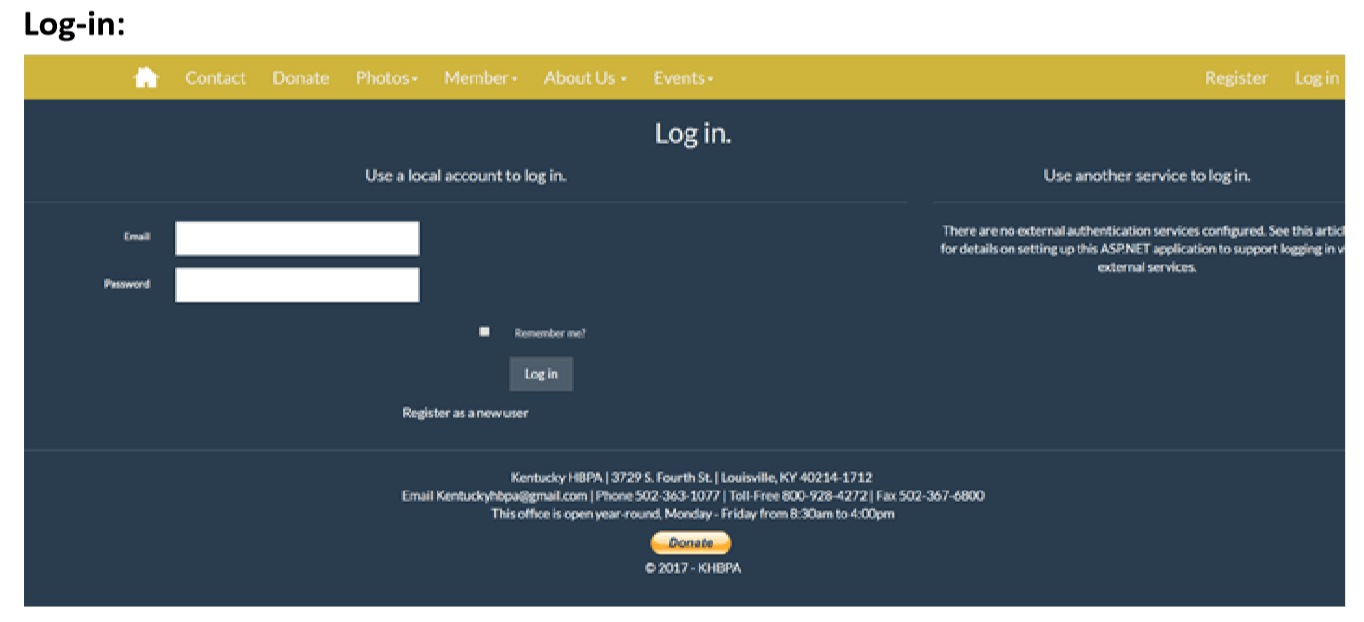 Log-in:
Contact Donate Photos Member About Us Events Register Log in
Log in.
Use a local account to log in.
Use another service to log in.
Email
Password
There are no external authentication services configured. See this
for details on setting up this ASP.NET application to support logging in
external services.
Remember me?
Log in
Register as a new user
Kentucky HBPA | 3729 S. Fourth St. | Louisville, KY 40214-1712
Email Kentuckyhbpa@gmail.com | Phone 502-363-1077 | Toll-Free 800-928-4272 | Fax 502-367-6800
This office is open year-round, Monday - Friday from 8:30am to 4:00pm
Donate
© 2017 - KHBPA